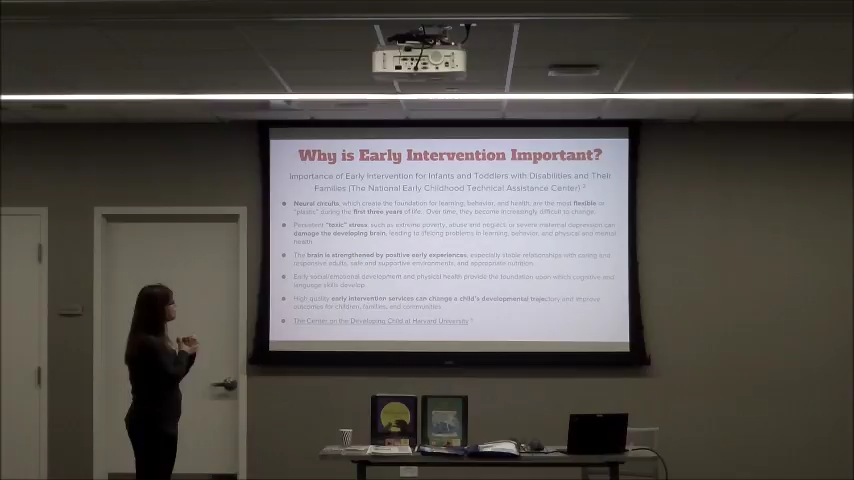 Why is Early Intervention Important?
Importance of Early Intervention for Infants and Toddlers with Disabilities and Their
Families (The National Early Childhood Technical Assistance Center).²
Neural circuits, which create the foundation for learning, behavior, and health, are the most flexible or
"plastic" during the first three years of life. Over time, they become increasingly difficult to change.
Persistent "toxic" stress, such as extreme poverty, abuse and neglect, or severe maternal depression can
damage the developing brain, leading to lifelong problems in learning, behavior, and physical and mental
health
The brain is strengthened by positive early experiences, especially stable relationships with caring and
responsive adults, safe and supportive environments, and appropriate nutrition.
Early social/emotional development and physical health provide the foundation upon which cognitive and
language skills develop.
High quality early intervention services can change a child's developmental trajectory and improve
outcomes for children, families, and communities.
The Center on the Developing Child at Harvard University